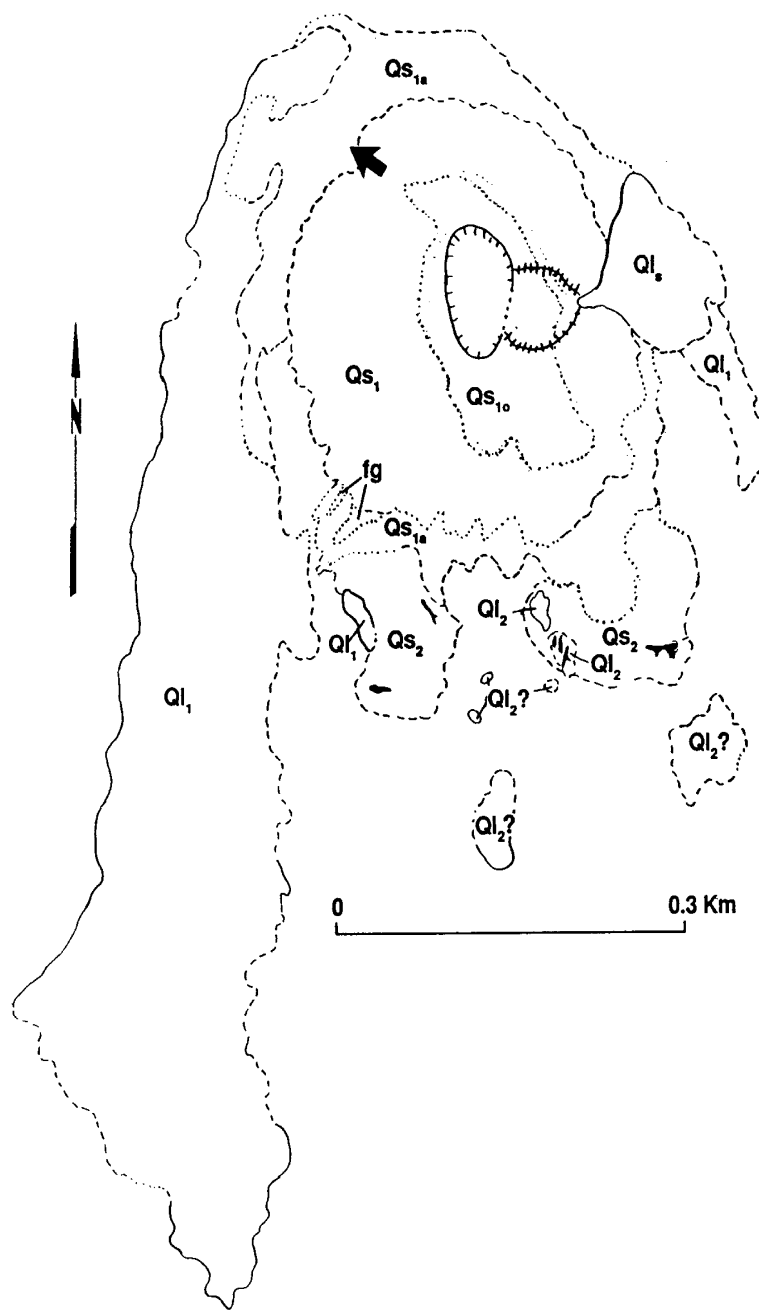 Qs₁ₐ
Qlₛ
N
Ql₁
Qs₁
Qs₁ₒ
fg
Qs₁ₐ
Ql₂
Ql₁
Qs₂
Qs₂
Ql₂
Ql₁
Ql₂?
Ql₂?
Ql₂?
0 0.3 Km